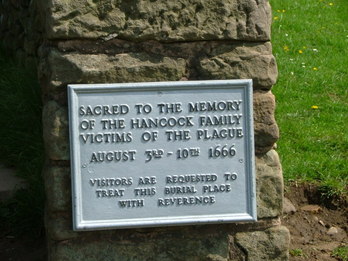 SACRED TO THE MEMORY
OF THE HANCOCK FAMILY
VICTIMS OF THE PLAGUE
AUGUST 3RD - 10TH 1666
VISITORS ARE REQUESTED TO
TREAT THIS BURIAL PLACE
WITH REVERENCE